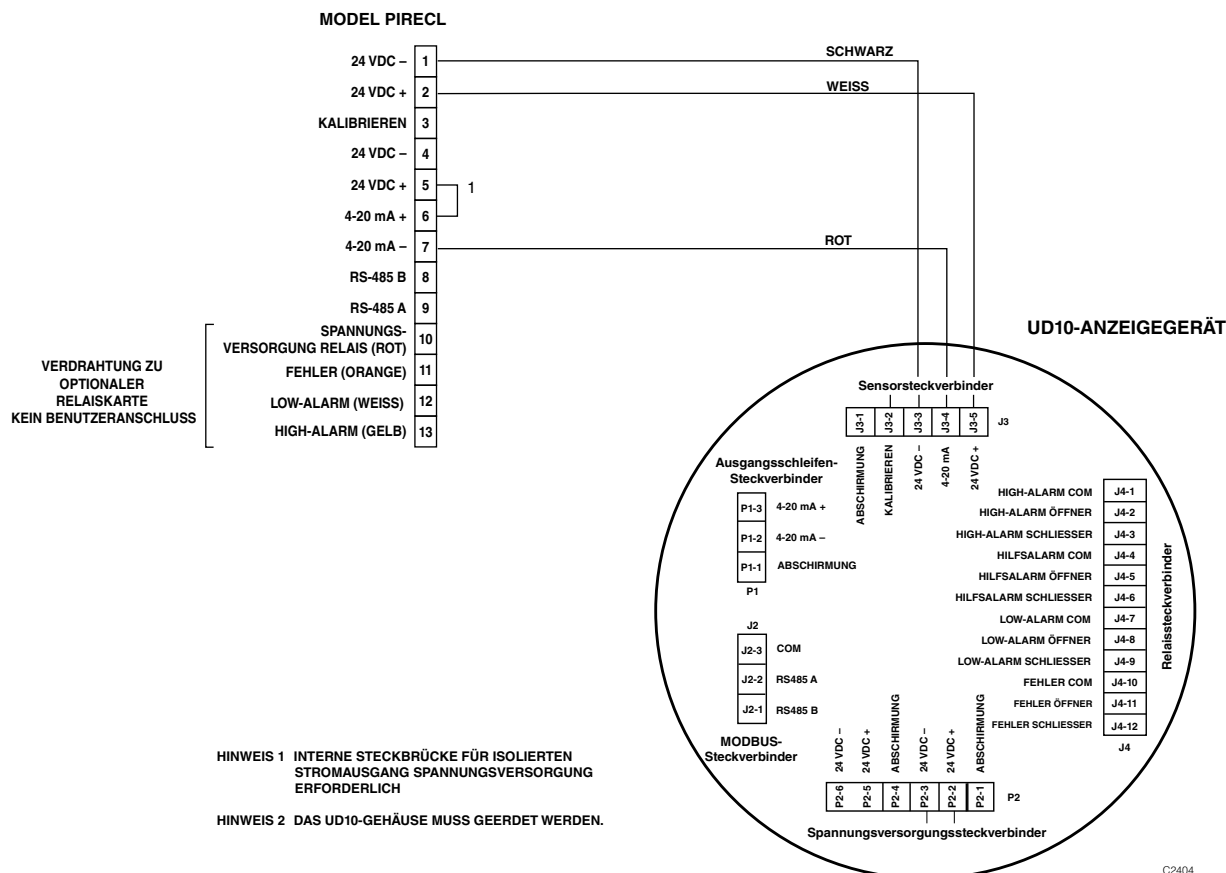 MODEL PIRECL
24 VDC – 1
24 VDC + 2
KALIBRIEREN 3
24 VDC – 4
24 VDC + 5
1
4-20 mA + 6
4-20 mA – 7
RS-485 B 8
RS-485 A 9
SPANNUNGS-
VERSORGUNG RELAIS (ROT) 10
FEHLER (ORANGE) 11
LOW-ALARM (WEISS) 12
HIGH-ALARM (GELB) 13
VERDRAHTUNG ZU
OPTIONALER
RELAISKARTE
KEIN BENUTZERANSCHLUSS
SCHWARZ
WEISS
ROT
UD10-ANZEIGEGERÄT
Sensorsteckverbinder
J3-1 J3-2 J3-3 J3-4 J3-5 J3
ABSCHIRMUNG
KALIBRIEREN
24 VDC –
4-20 mA
24 VDC +
Ausgangsschleifen-
Steckverbinder
P1-3 4-20 mA +
P1-2 4-20 mA –
P1-1 ABSCHIRMUNG
P1
J2
J2-3 COM
J2-2 RS485 A
J2-1 RS485 B
MODBUS-
Steckverbinder
HIGH-ALARM COM J4-1
HIGH-ALARM ÖFFNER J4-2
HIGH-ALARM SCHLIESSER J4-3
HILFSALARM COM J4-4
HILFSALARM ÖFFNER J4-5
HILFSALARM SCHLIESSER J4-6
LOW-ALARM COM J4-7
LOW-ALARM ÖFFNER J4-8
LOW-ALARM SCHLIESSER J4-9
FEHLER COM J4-10
FEHLER ÖFFNER J4-11
FEHLER SCHLIESSER J4-12
J4
Relaissteckverbinder
24 VDC –
24 VDC +
ABSCHIRMUNG
24 VDC –
24 VDC +
ABSCHIRMUNG
P2-6 P2-5 P2-4 P2-3 P2-2 P2-1 P2
Spannungsversorgungssteckverbinder
HINWEIS 1 INTERNE STECKBRÜCKE FÜR ISOLIERTEN
STROMAUSGANG SPANNUNGSVERSORGUNG
ERFORDERLICH
HINWEIS 2 DAS UD10-GEHÄUSE MUSS GEERDET WERDEN.
C2404